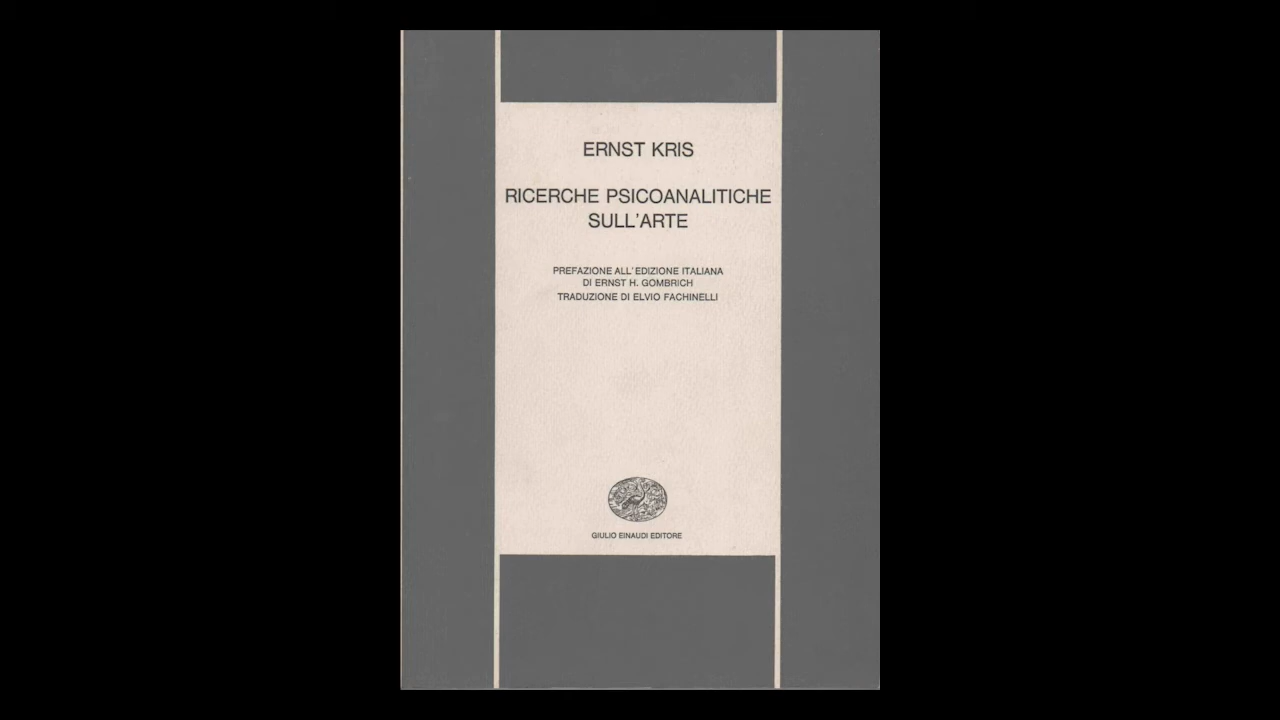 ERNST KRIS
RICERCHE PSICOANALITICHE
SULL'ARTE
PREFAZIONE ALL'EDIZIONE ITALIANA
DI ERNST H. GOMBRICH
TRADUZIONE DI ELVIO FACHINELLI
GIULIO EINAUDI EDITORE